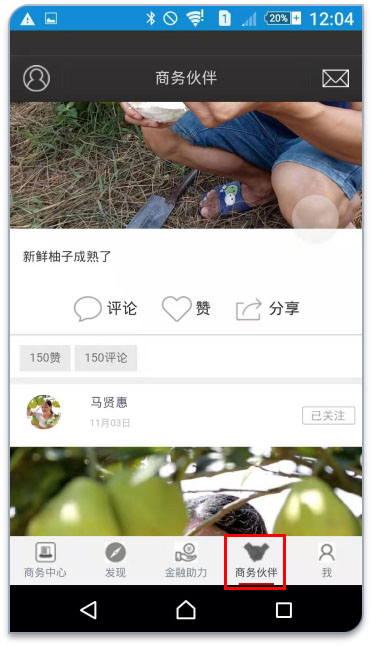 1 20% 12:04
商务伙伴
新鲜柚子成熟了
评论 赞 分享
150赞 150评论
马贤惠
已关注
11月03日
商务中心 发现 金融助力 商务伙伴 我